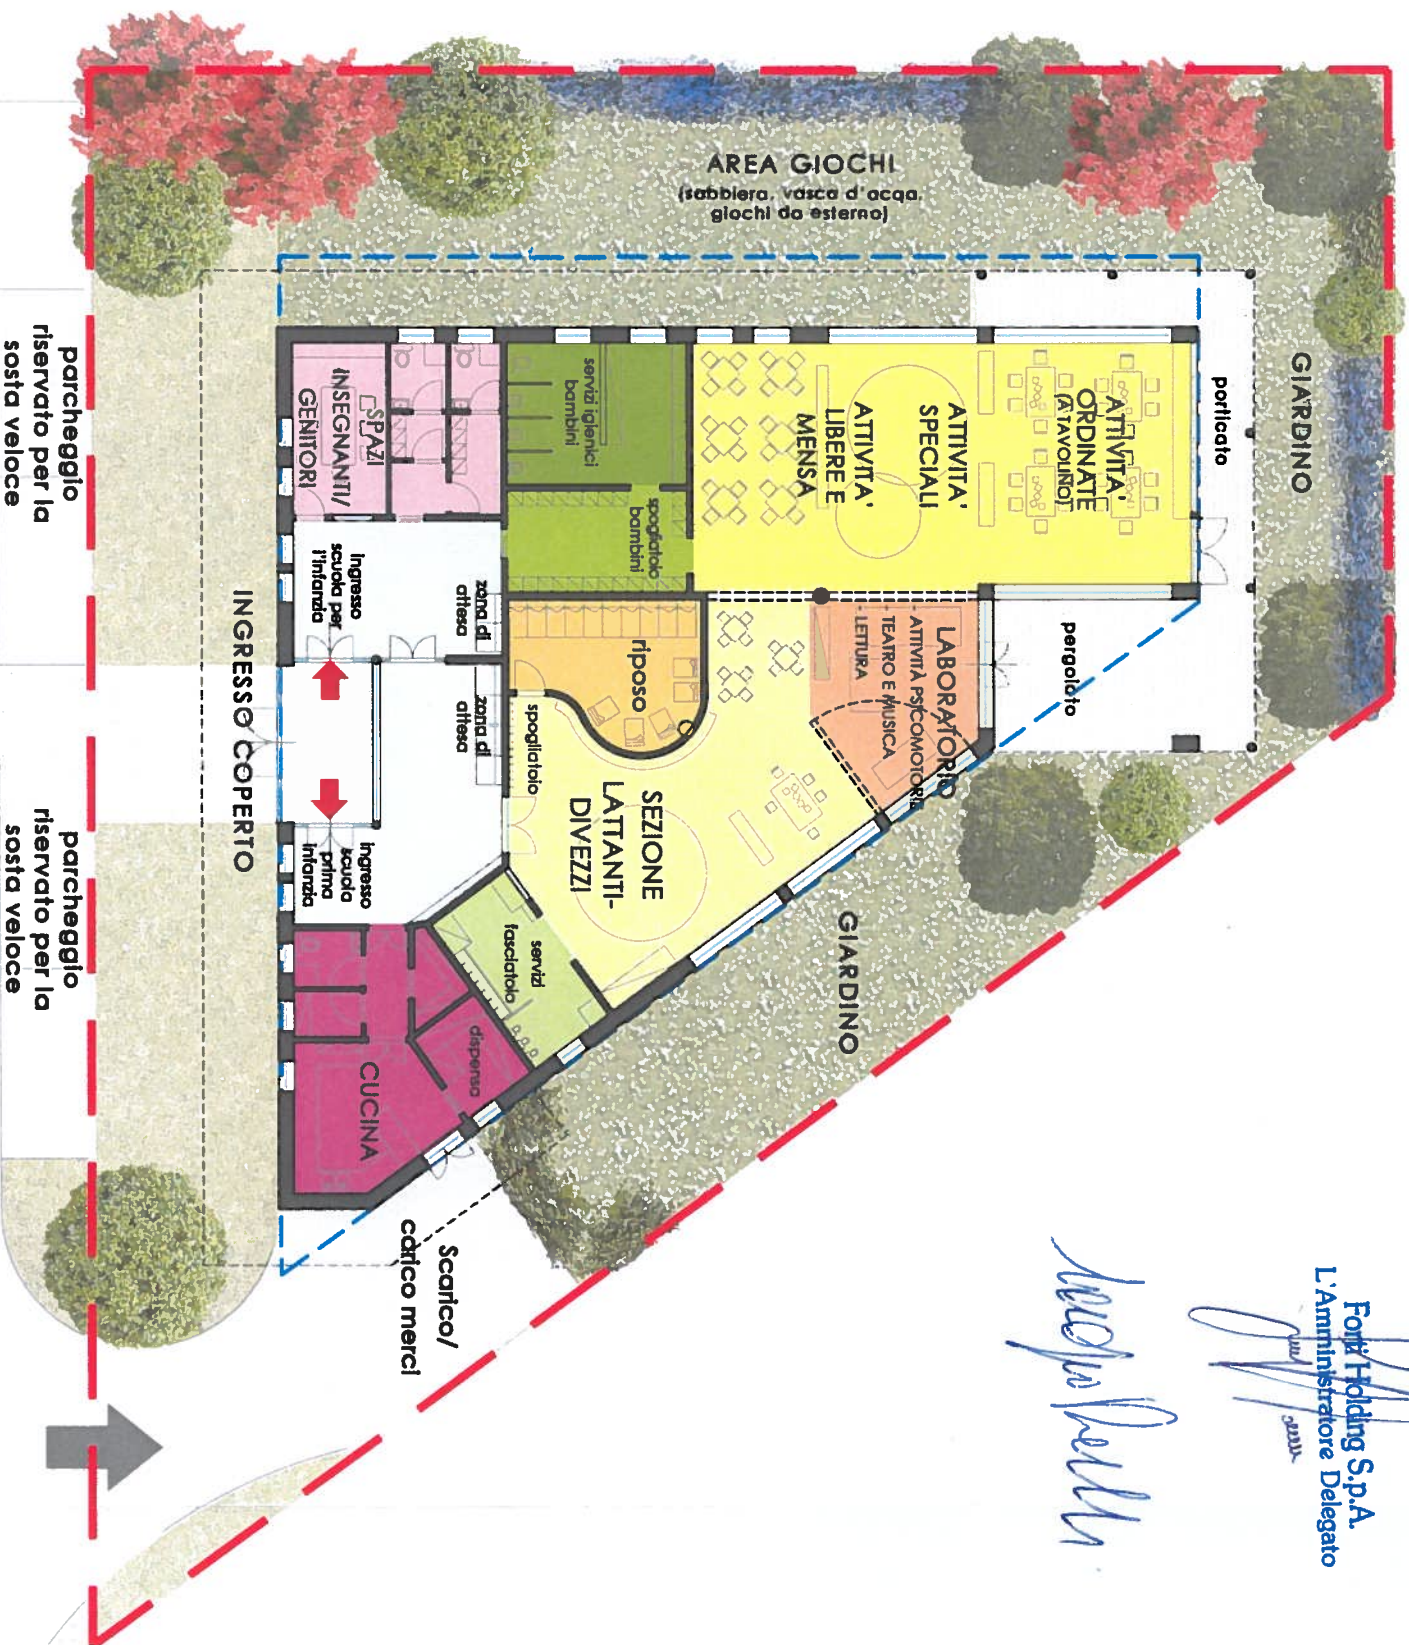 AREA GIOCHI
(sabbiera, vasca d'acqa,
giochi da esterno)
GIARDINO
porticato
pergolato
ATTIVITA'
ORDINATE
(A TAVOLINO)
ATTIVITA'
SPECIALI
ATTIVITA'
LIBERE E
MENSA
LABORATORIO
- ATTIVITÀ PSICOMOTORIE
- TEATRO E MUSICA
- LETTURA
servizi igienici
bambini
spogliatoio
bambini
SPAZI
INSEGNANTI/
GENITORI
riposo
spogliatoio
SEZIONE
LATTANTI-
DIVEZZI
GIARDINO
zona di
attesa
zona di
attesa
ingresso
scuola per
l'infanzia
ingresso
scuola
prima
infanzia
servizi
fasciatoio
dispensa
CUCINA
INGRESSO COPERTO
Scarico/
carico merci
parcheggio
riservato per la
sosta veloce
parcheggio
riservato per la
sosta veloce
Forti Holding S.p.A.
L'Amministratore Delegato